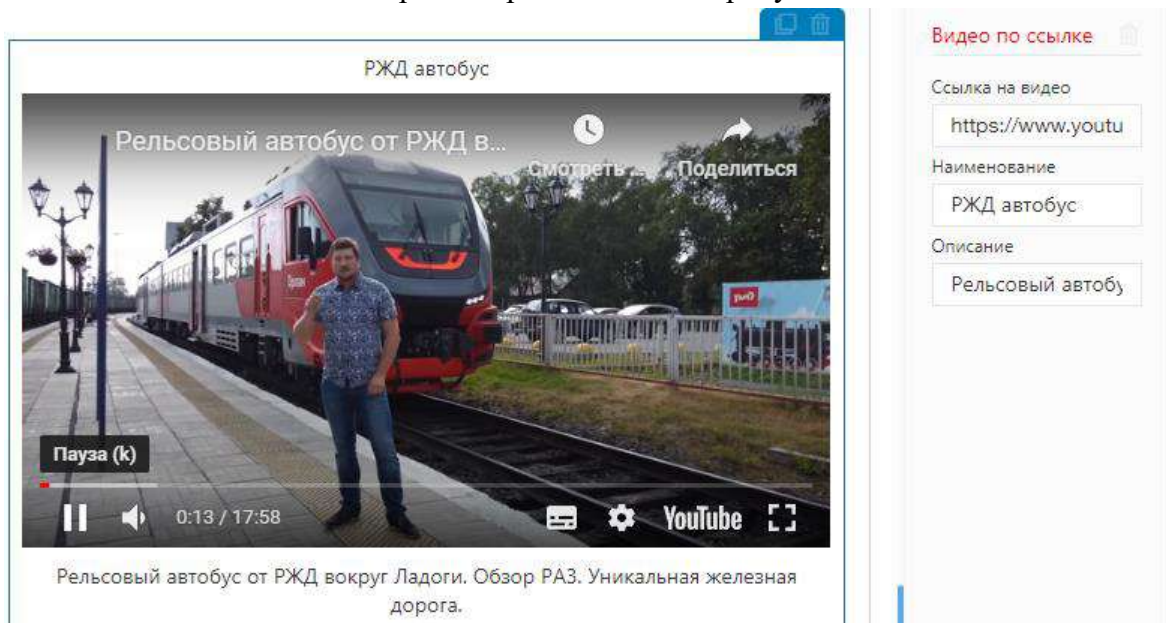 РЖД автобус
Рельсовый автобус от РЖД в...
Смотреть ...
Поделиться
Орлан
Пауза (k)
0:13 / 17:58
YouTube
Рельсовый автобус от РЖД вокруг Ладоги. Обзор РА3. Уникальная железная
дорога.
Видео по ссылке
Ссылка на видео
https://www.youtu
Наименование
РЖД автобус
Описание
Рельсовый автобу